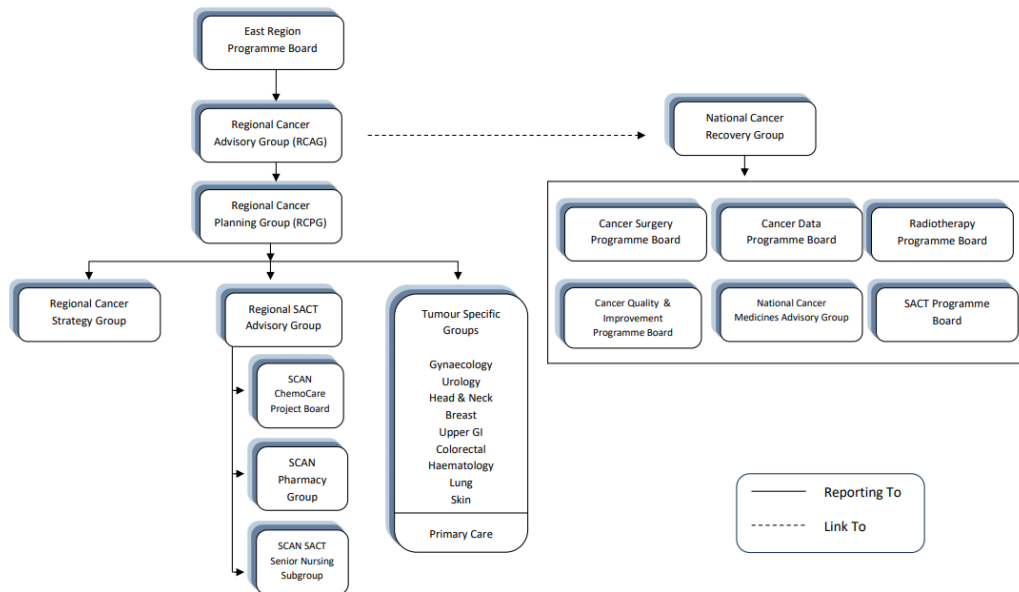 East Region
Programme Board
Regional Cancer
Advisory Group (RCAG)
National Cancer
Recovery Group
Regional Cancer
Planning Group (RCPG)
Cancer Surgery
Programme Board
Cancer Data
Programme Board
Radiotherapy
Programme Board
Cancer Quality & 
Improvement
Programme Board
National Cancer
Medicines Advisory Group
SACT Programme
Board
Regional Cancer
Strategy Group
Regional SACT
Advisory Group
SCAN
ChemoCare
Project Board
SCAN
Pharmacy
Group
SCAN SACT
Senior Nursing
Subgroup
Tumour Specific
Groups
Gynaecology
Urology
Head & Neck
Breast
Upper GI
Colorectal
Haematology
Lung
Skin
Primary Care
Reporting To
Link To